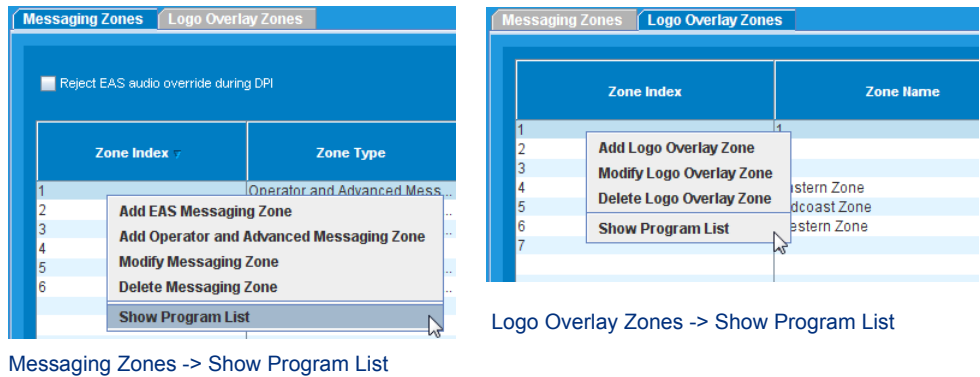 Messaging Zones Logo Overlay Zones
Reject EAS audio override during DPI
Zone Index Zone Type
1 Operator and Advanced Mess...
2 Add EAS Messaging Zone ...
3 Add Operator and Advanced Messaging Zone ...
4
Modify Messaging Zone
5 ...
6 Delete Messaging Zone ...
Show Program List
Messaging Zones -> Show Program List
Messaging Zones Logo Overlay Zones
Zone Index Zone Name
1 1
2 Add Logo Overlay Zone
3 Modify Logo Overlay Zone
4 stern Zone
5 Delete Logo Overlay Zone dcoast Zone
6 Show Program List estern Zone
7
Logo Overlay Zones -> Show Program List